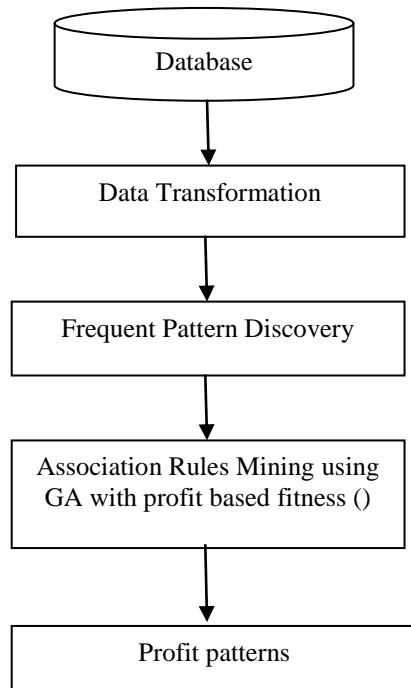 Database
Data Transformation
Frequent Pattern Discovery
Association Rules Mining using
GA with profit based fitness ()
Profit patterns